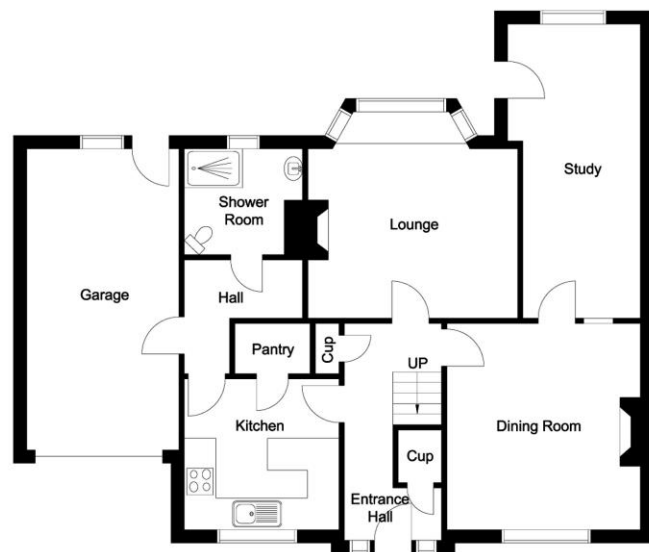 Study
Shower
Room
Lounge
Garage
Hall
Pantry
Cup
UP
Kitchen
Dining Room
Cup
Entrance
Hall